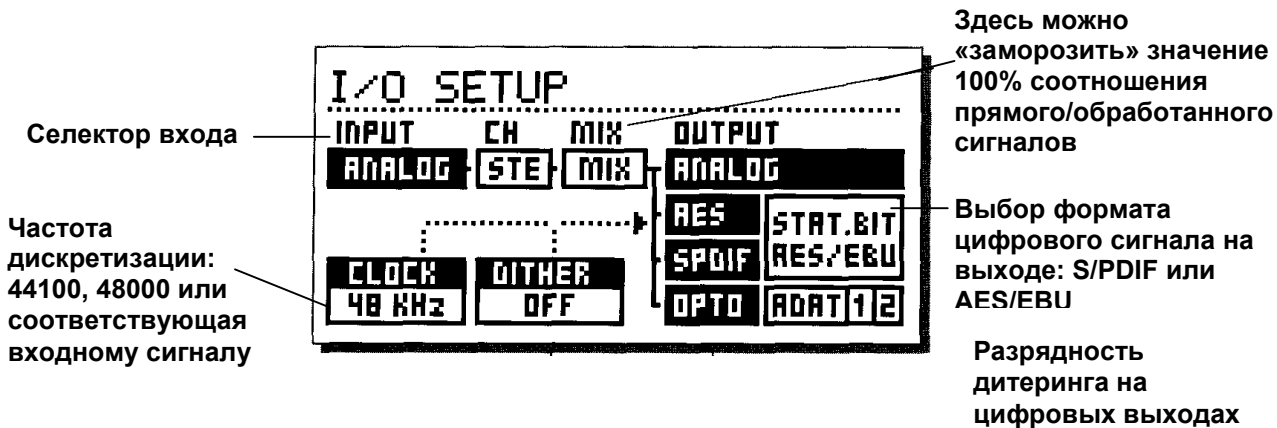 Здесь можно
«заморозить» значение
100% соотношения
прямого/обработанного
сигналов
I/O SETUP
Селектор входа
INPUT CH MIX OUTPUT
ANALOG STE MIX ANALOG
AES STAT.BIT
SPDIF AES/EBU
OPTO ADAT 1 2
CLOCK DITHER
48 KHz OFF
Частота
дискретизации:
44100, 48000 или
соответствующая
входному сигналу
Выбор формата
цифрового сигнала на
выходе: S/PDIF или
AES/EBU
Разрядность
дитеринга на
цифровых выходах